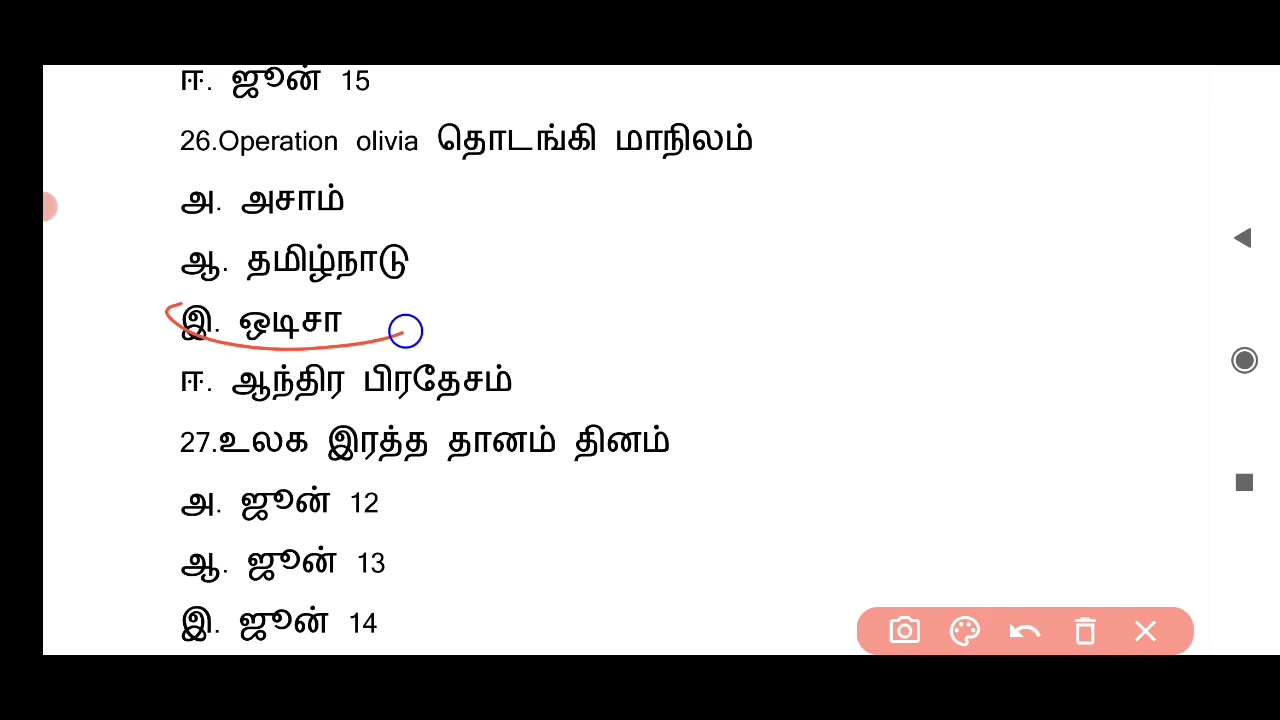 ஈ. ஜூன் 15
26.Operation olivia தொடங்கி மாநிலம்
அ. அசாம்
ஆ. தமிழ்நாடு
இ. ஒடிசா
ஈ. ஆந்திர பிரதேசம்
27.உலக இரத்த தானம் தினம்
அ. ஜூன் 12
ஆ. ஜூன் 13
இ. ஜூன் 14